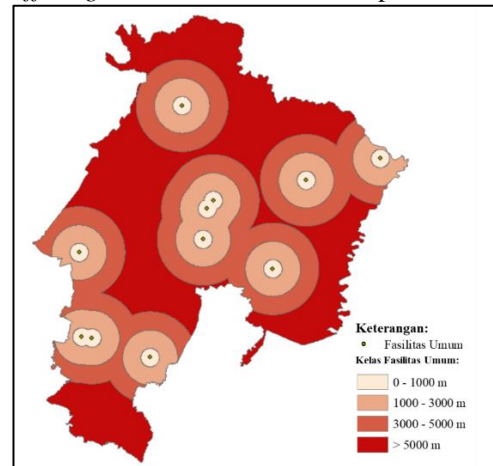 Keterangan:
Fasilitas Umum
Kelas Fasilitas Umum:
0 - 1000 m
1000 - 3000 m
3000 - 5000 m
> 5000 m